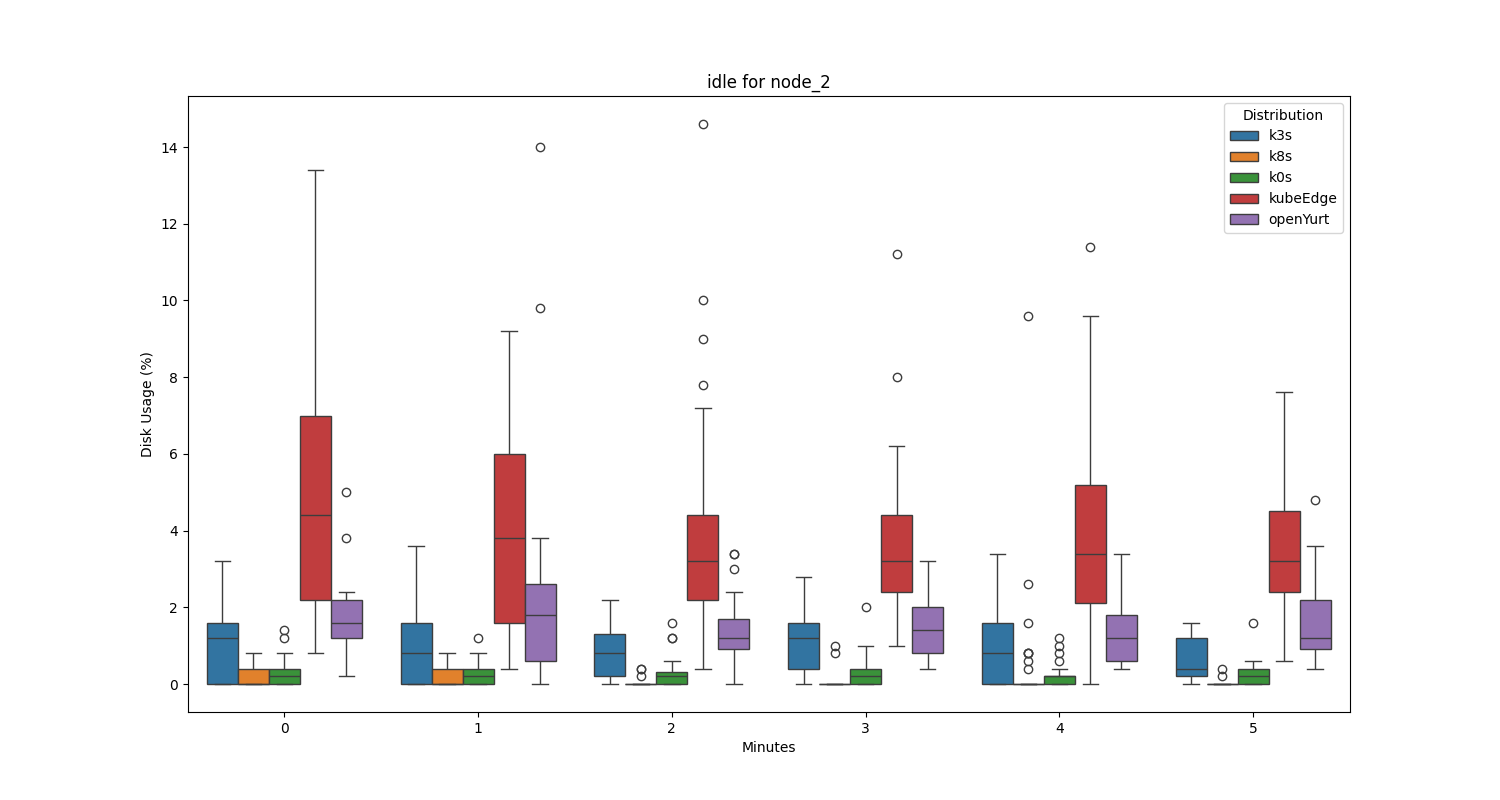 idle for node_2
Distribution
k3s
k8s
k0s
kubeEdge
openYurt
Disk Usage (%)
14
12
10
8
6
4
2
0
0 1 2 3 4 5
Minutes